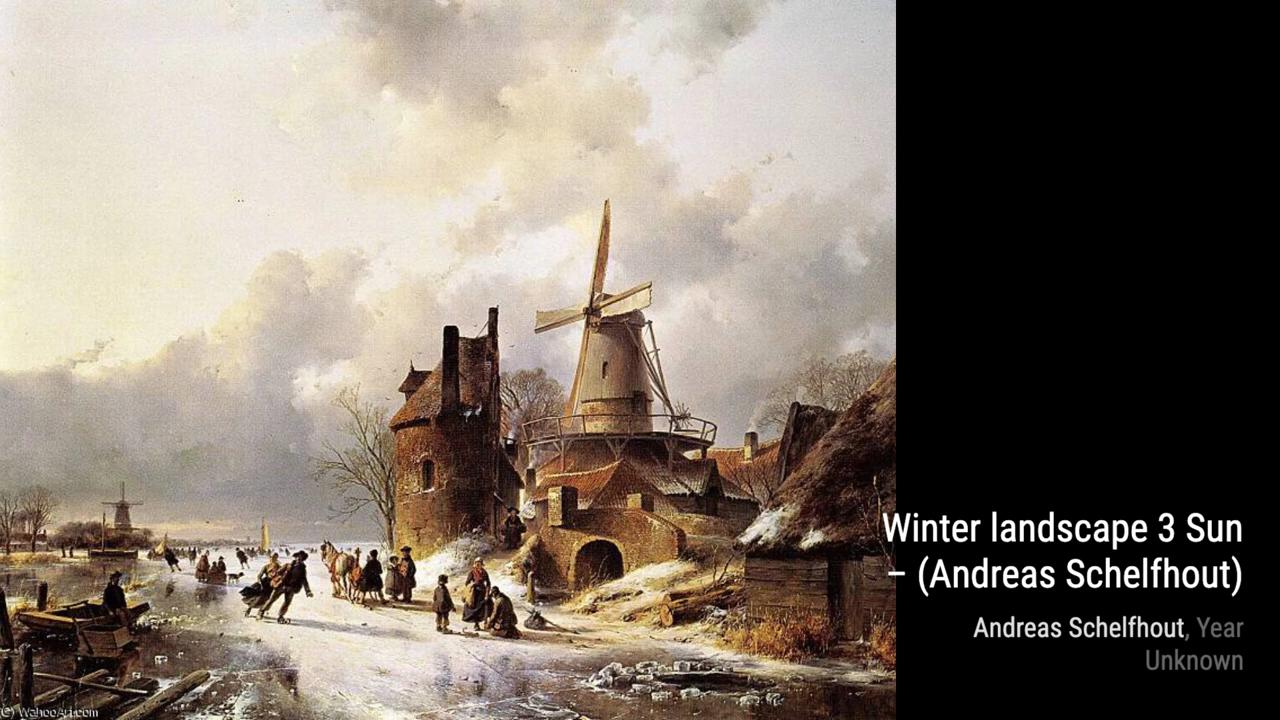 Winter landscape 3 Sun
– (Andreas Schelfhout)
Andreas Schelfhout, Year
Unknown
(c) WahooArt.com